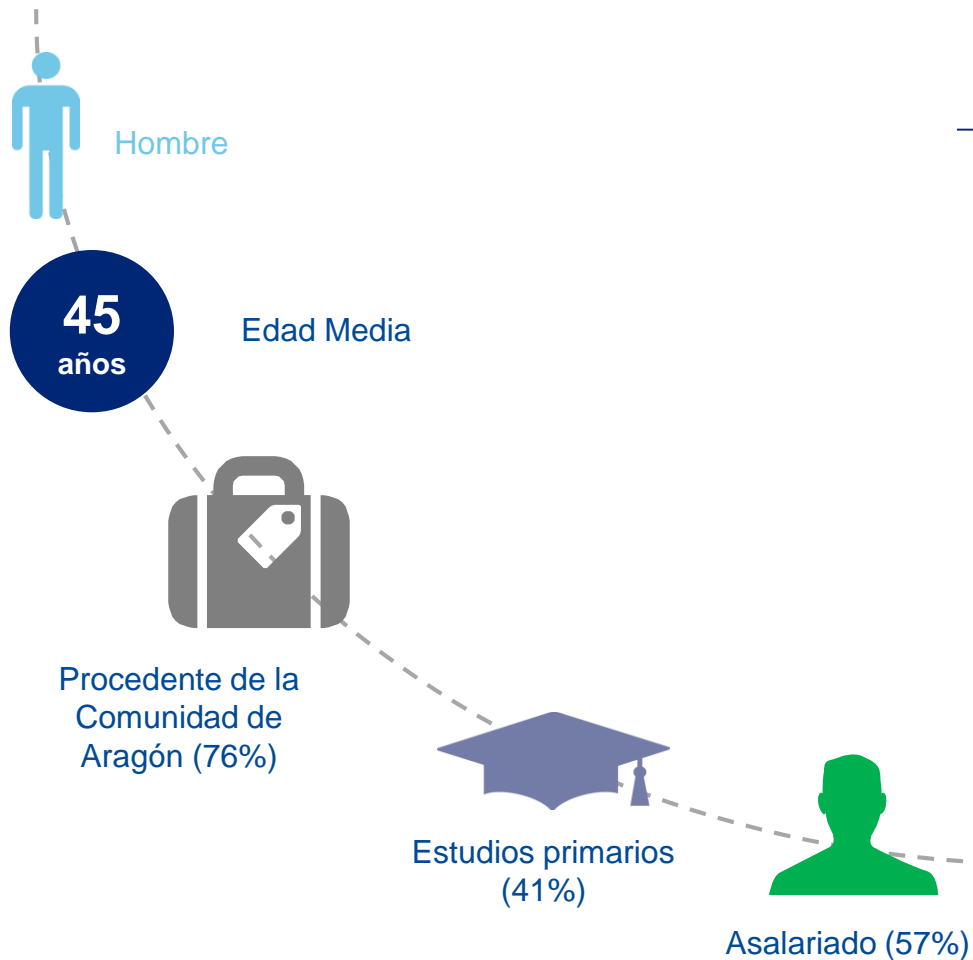 Hombre
45
años
Edad Media
Procedente de la
Comunidad de
Aragón (76%)
Estudios primarios
(41%)
Asalariado (57%)